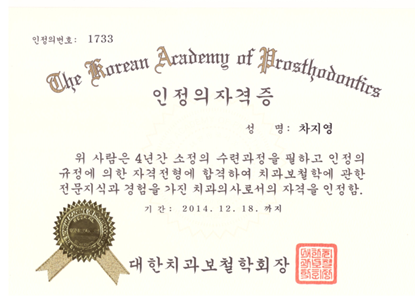 인정의번호: 1733
The Korean Academy of Prosthodontics
인정의자격증
성 명: 차지영
위 사람은 4년간 소정의 수련과정을 필하고 인정의
규정에 의한 자격전형에 합격하여 치과보철학에 관한
전문지식과 경험을 가진 치과의사로서의 자격을 인정함.
기 간: 2014. 12. 18. 까지
대한치과보철학회장